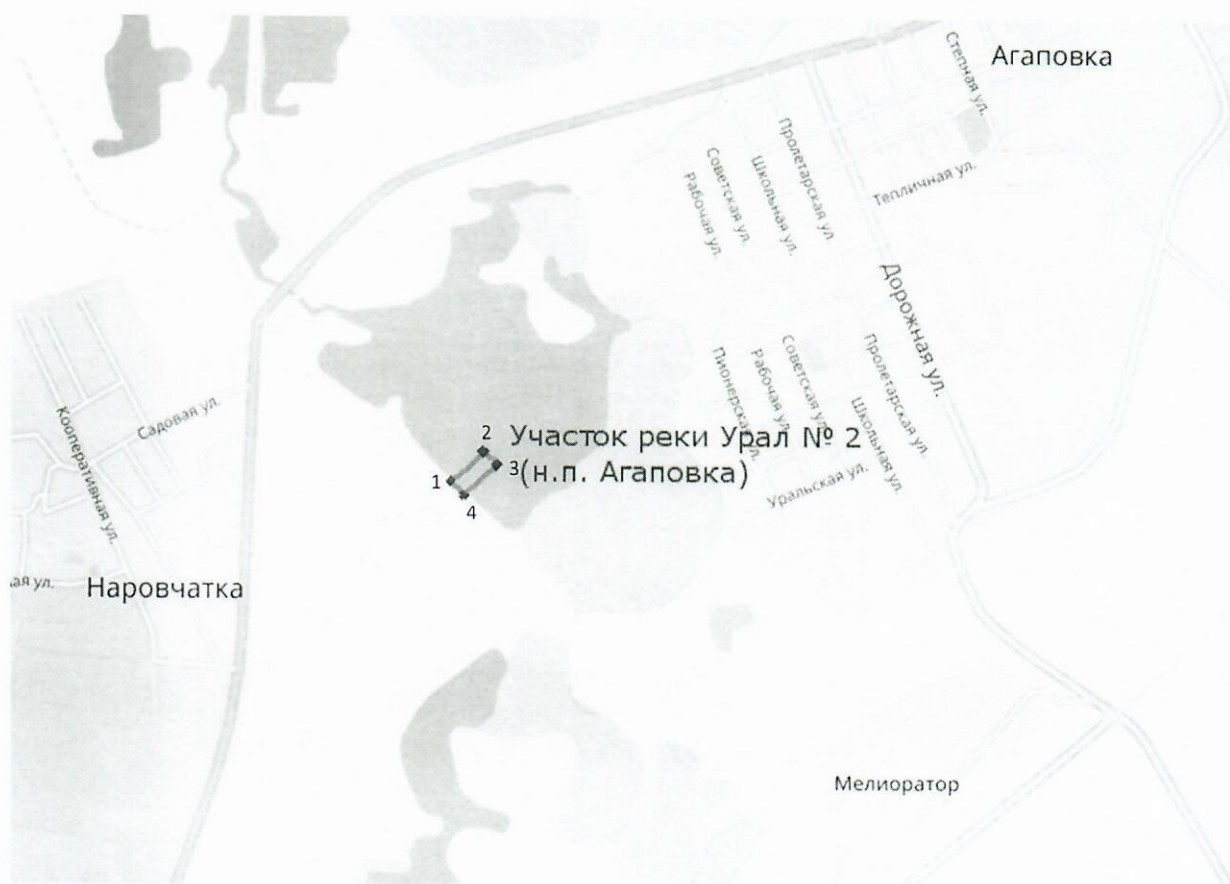 Агаповка
Степная ул.
Пролетарская ул.
Школьная ул.
Советская ул.
Рабочая ул.
Тепличная ул.
Дорожная ул.
Пионерская ул.
Рабочая ул.
Советская ул.
Пролетарская ул.
Школьная ул.
Уральская ул.
Садовая ул.
Кооперативная ул.
2 Участок реки Урал № 2
1 3 (н.п. Агаповка)
4
ая ул.
Наровчатка
Мелиоратор